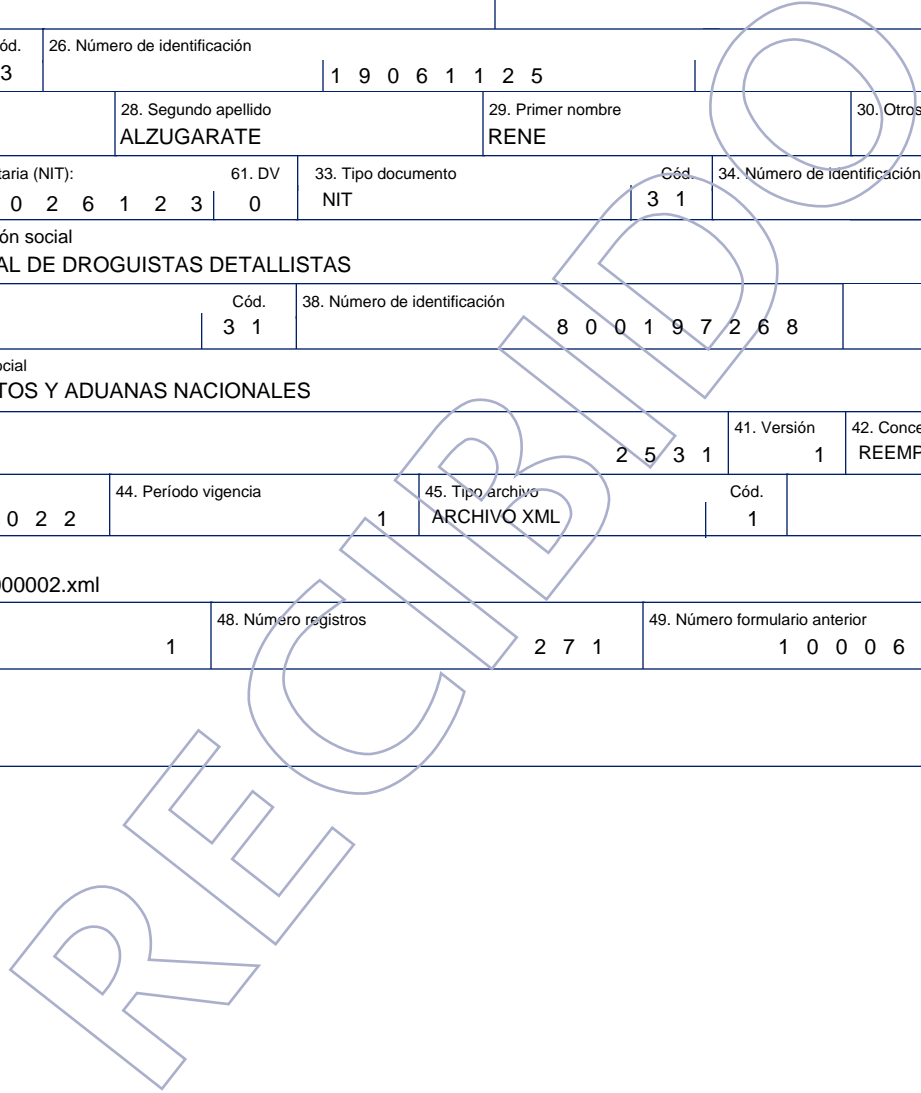 ód. 26. Número de identificación
3 1 9 0 6 1 1 2 5
28. Segundo apellido 29. Primer nombre 30. Otros
ALZUGARATE RENE
taria (NIT): 61. DV 33. Tipo documento Cód. 34. Número de identificación
0 2 6 1 2 3 0 NIT 3 1
ón social
AL DE DROGUISTAS DETALLISTAS
Cód. 38. Número de identificación
3 1 8 0 0 1 9 7 2 6 8
ocial
TOS Y ADUANAS NACIONALES
41. Versión 42. Conce
2 5 3 1 1 REEMP
44. Período vigencia 45. Tipo archivo Cód.
0 2 2 1 ARCHIVO XML 1
000002.xml
48. Número registros 49. Número formulario anterior
1 2 7 1 1 0 0 0 6
RECIBIDO